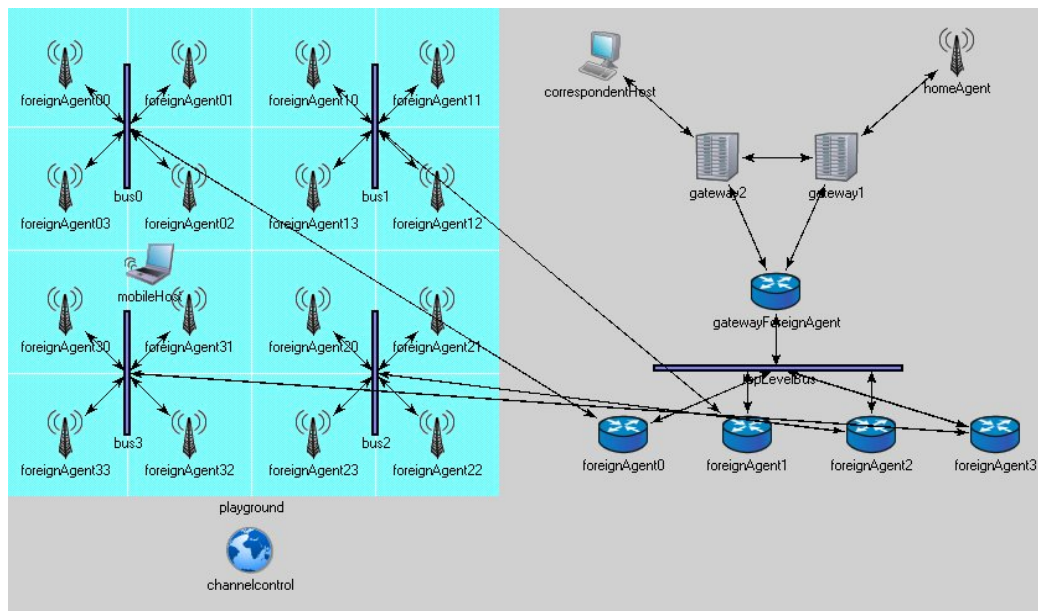 foreignAgent00 foreignAgent01 foreignAgent10 foreignAgent11 correspondentHost homeAgent
bus0 bus1 gateway2 gateway1
foreignAgent03 foreignAgent02 foreignAgent13 foreignAgent12
mobileHost
gatewayForeignAgent
foreignAgent30 foreignAgent31 foreignAgent20 foreignAgent21
topLevelBus
bus3 bus2
foreignAgent33 foreignAgent32 foreignAgent23 foreignAgent22 foreignAgent0 foreignAgent1 foreignAgent2 foreignAgent3
playground
channelcontrol